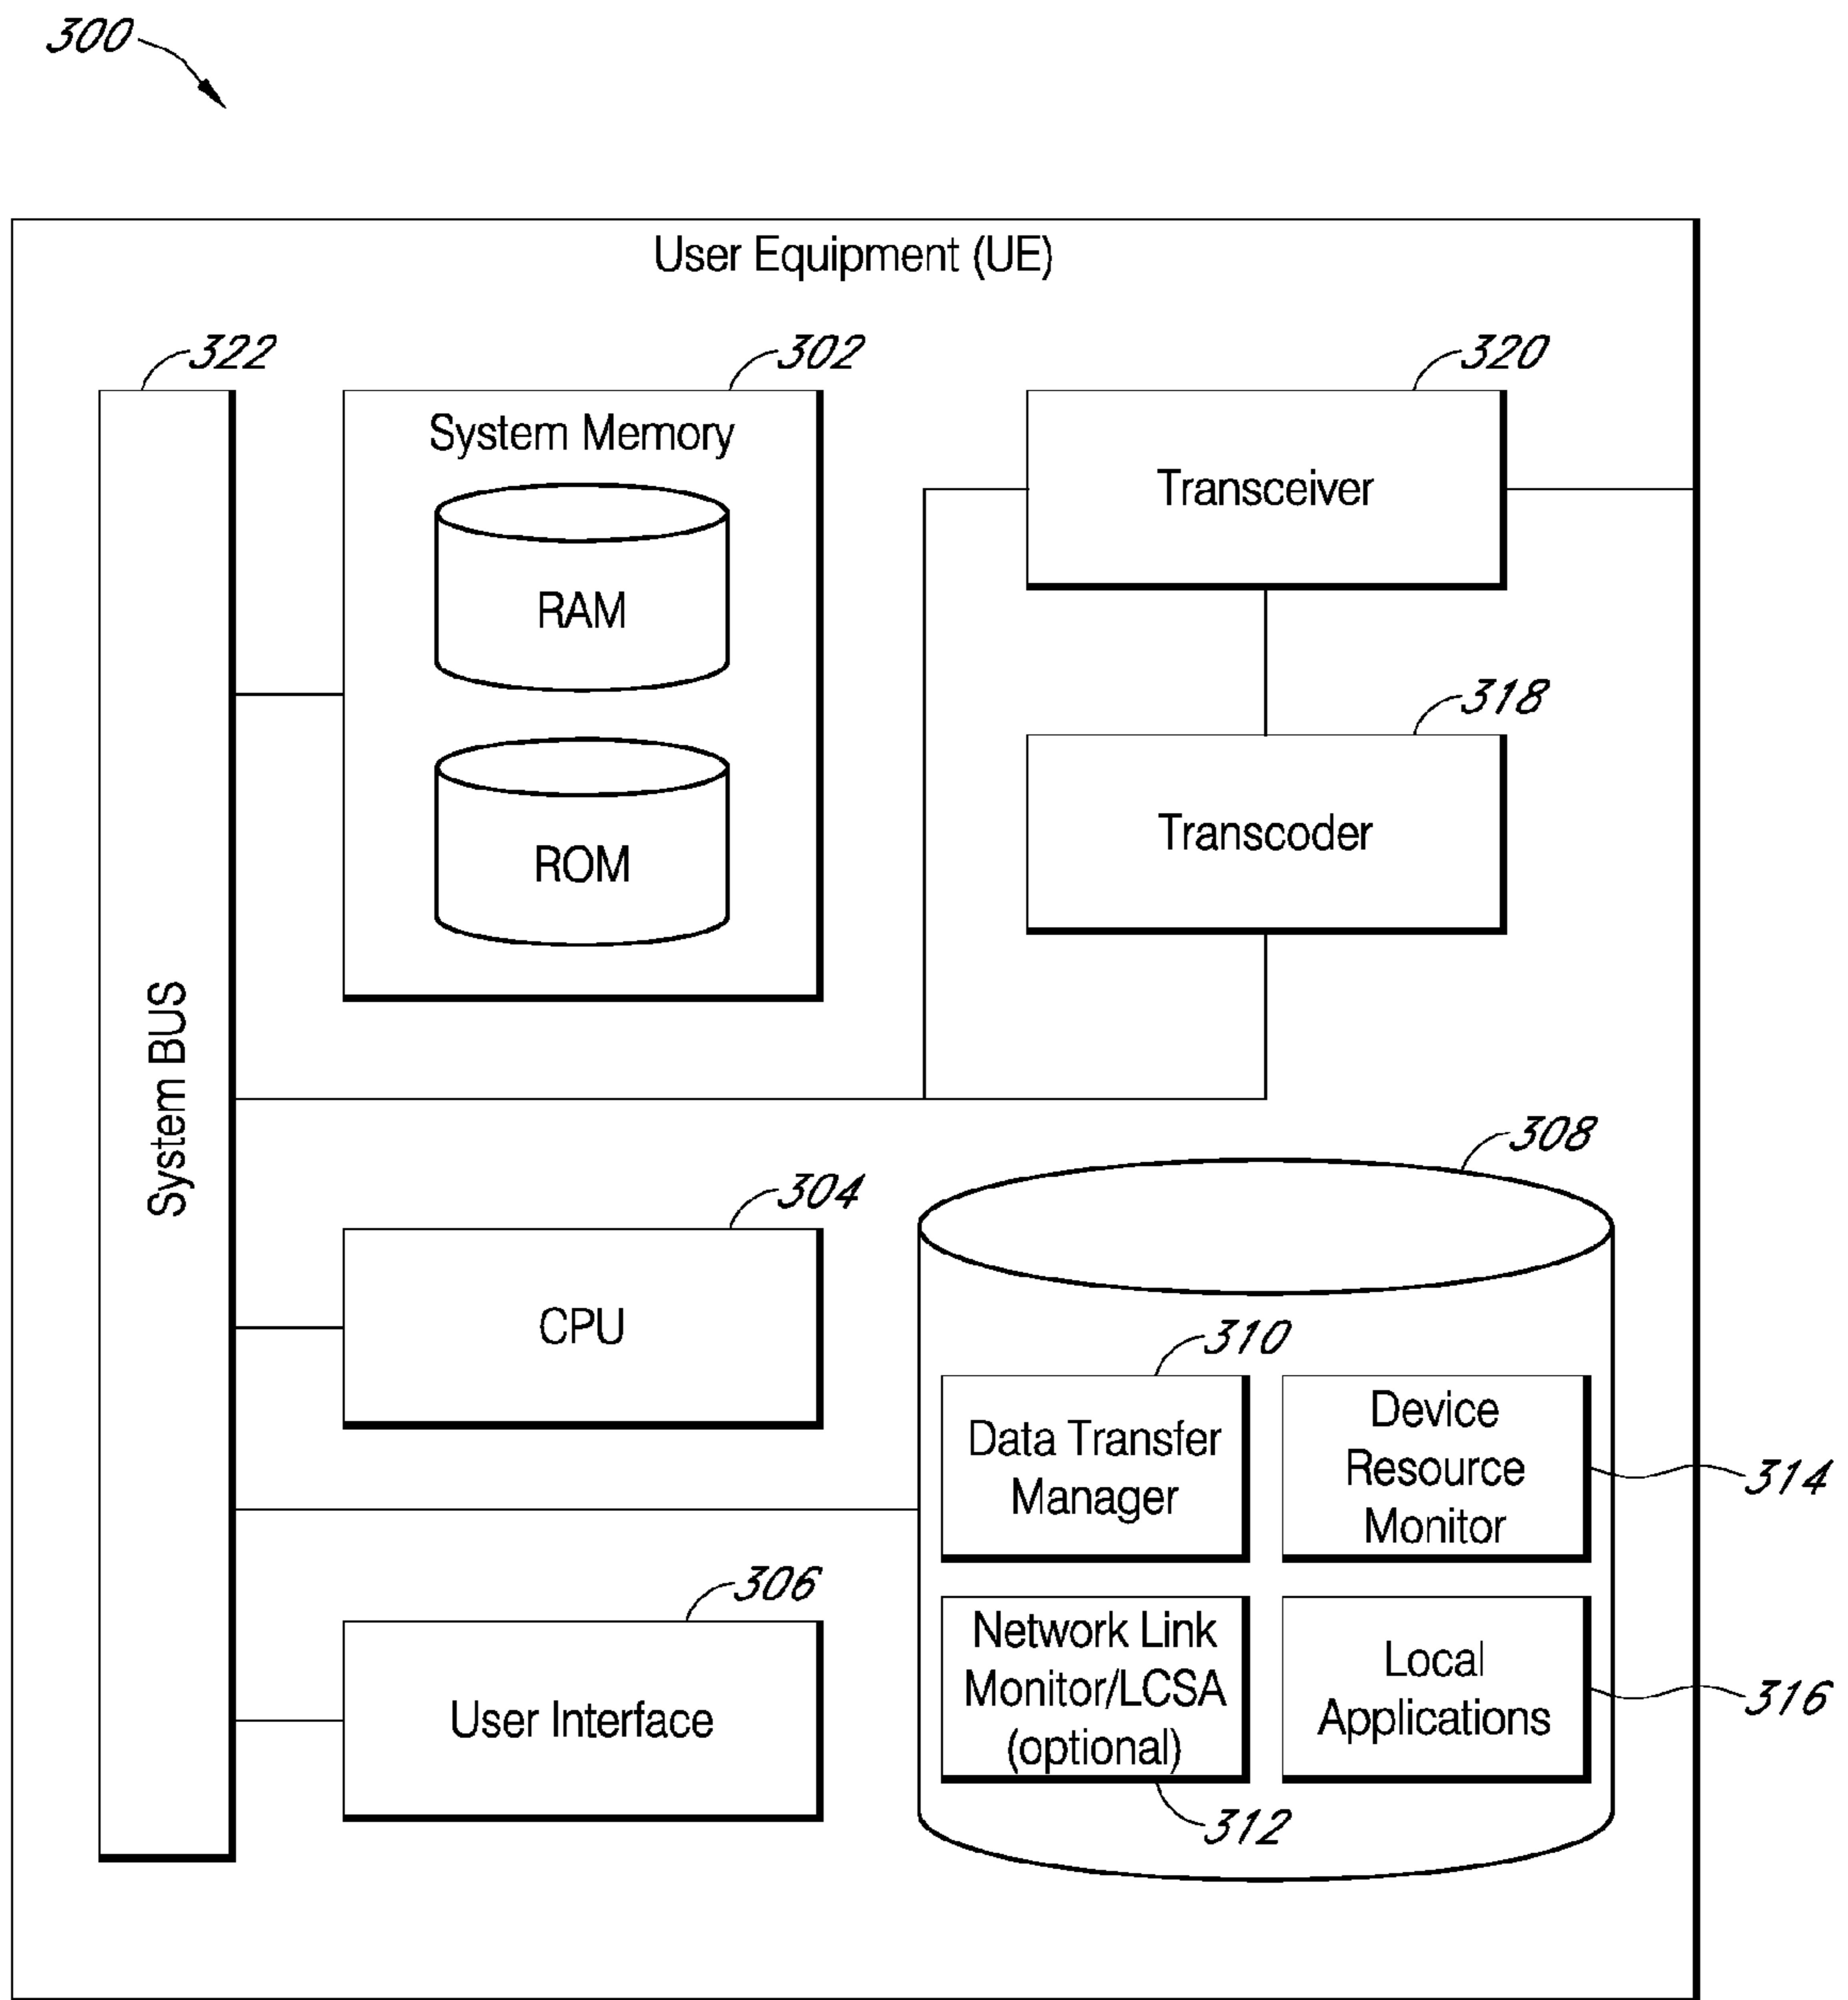 300
User Equipment (UE)
322
302
320
System Memory
Transceiver
RAM
318
ROM
Transcoder
System BUS
308
304
CPU
310
Data Transfer
Manager
Device
Resource
Monitor
314
306
User Interface
Network Link
Monitor/LCSA
(optional)
Local
Applications
316
312